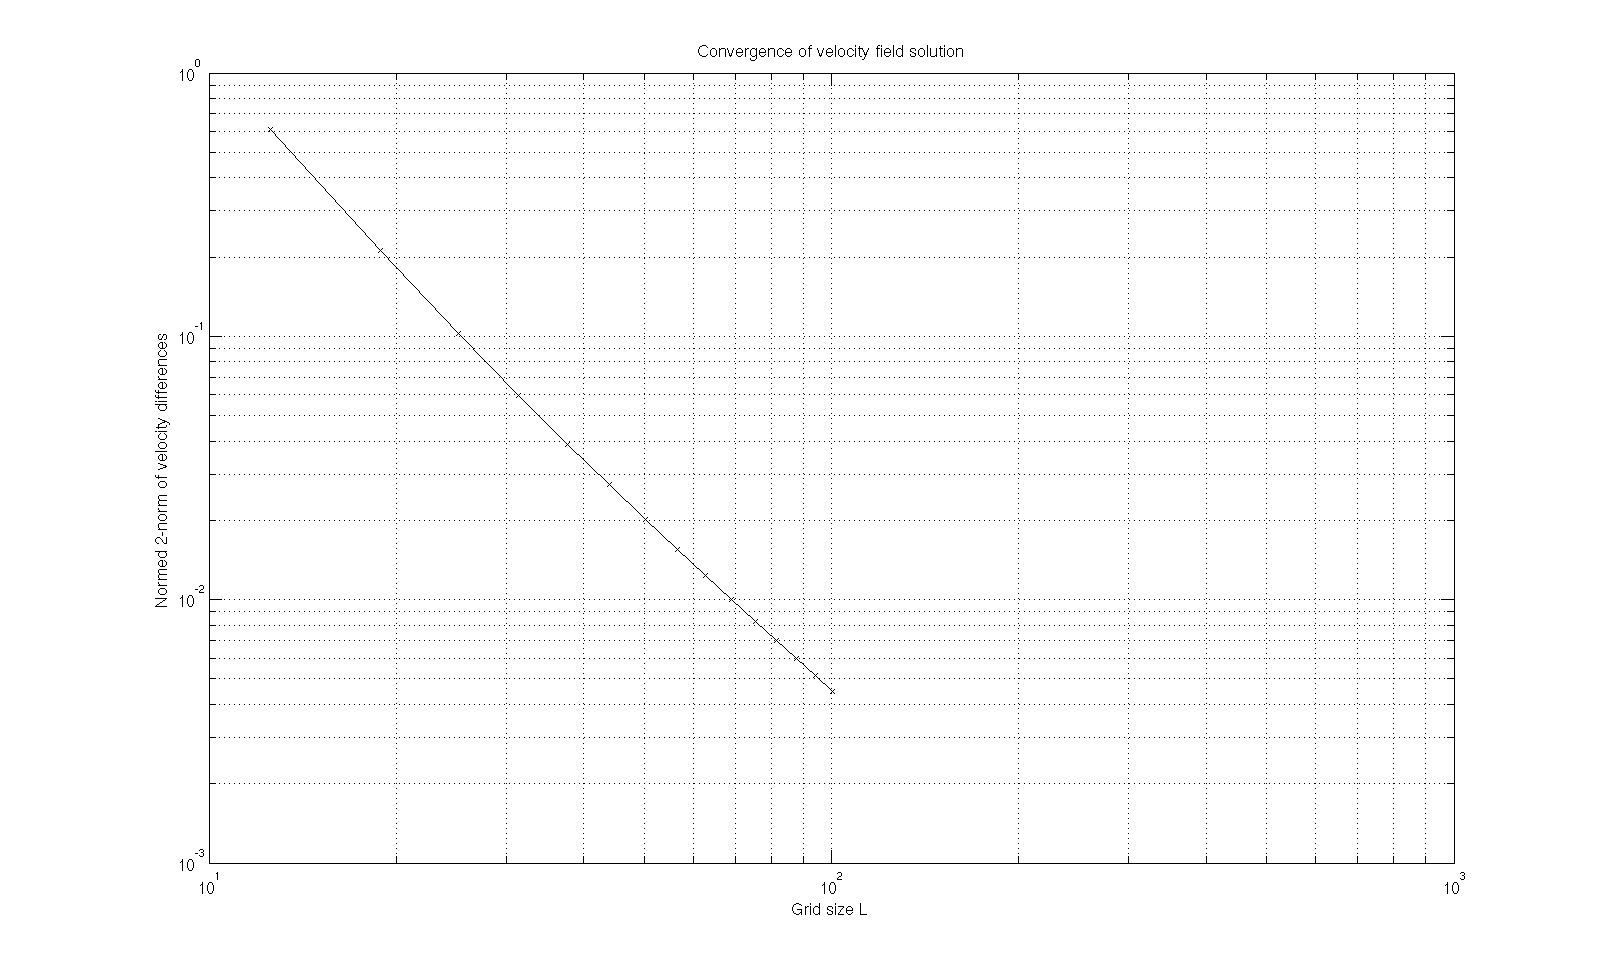 Convergence of velocity field solution
10^0
10^-1
10^-2
10^-3
Normed 2-norm of velocity differences
10^1
10^2
10^3
Grid size L